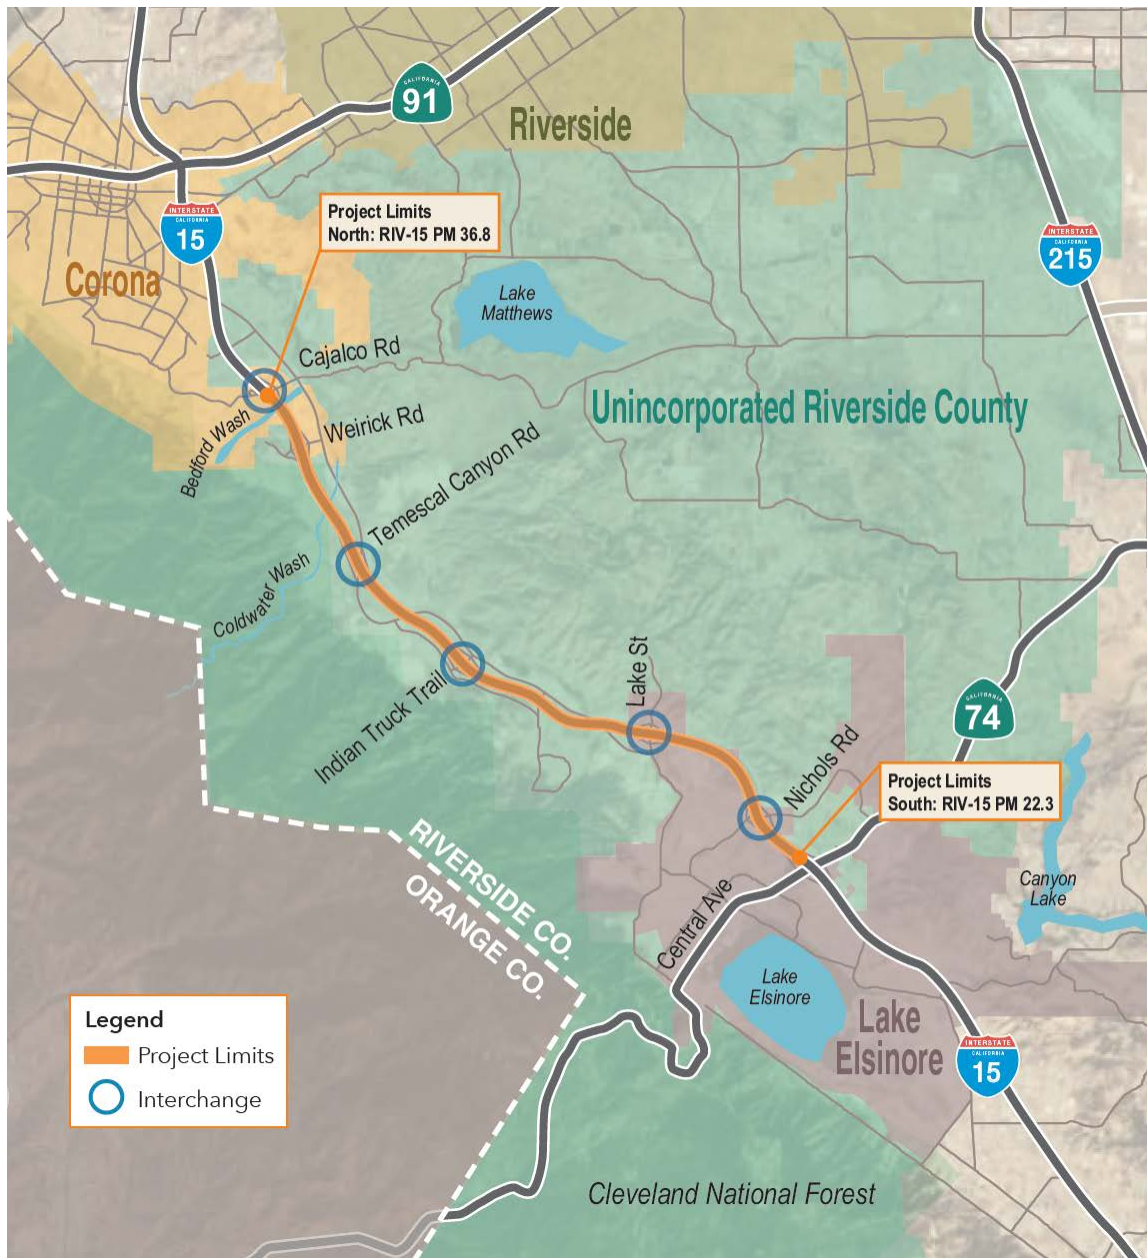 CALIFORNIA
91
Riverside
Project Limits
North: RIV-15 PM 36.8
INTERSTATE
CALIFORNIA
15
INTERSTATE
CALIFORNIA
215
Corona
Lake
Matthews
Cajalco Rd
Unincorporated Riverside County
Weirick Rd
Bedford Wash
Temescal Canyon Rd
Coldwater Wash
Lake St
Indian Truck Trail
CALIFORNIA
74
Nichols Rd
Project Limits
South: RIV-15 PM 22.3
RIVERSIDE CO.
ORANGE CO.
Canyon
Lake
Central Ave
Lake
Elsinore
Lake
Elsinore
INTERSTATE
CALIFORNIA
15
Legend
Project Limits
Interchange
Cleveland National Forest